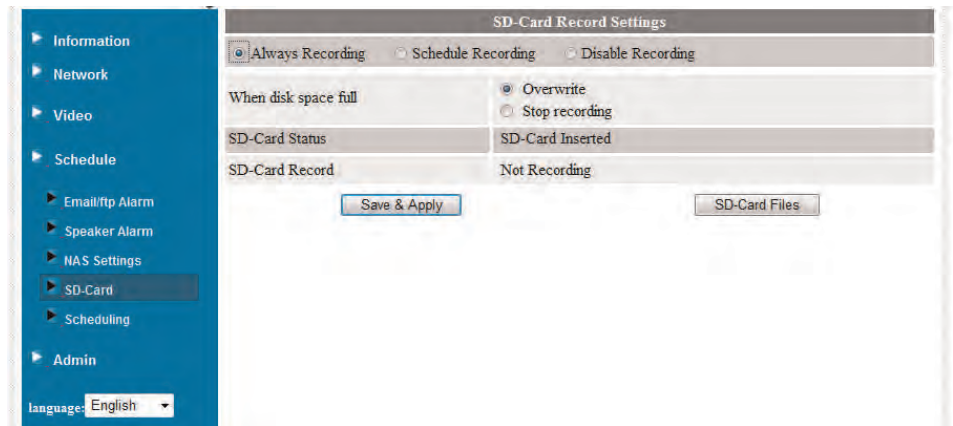 Information
Network
Video
Schedule
Email/ftp Alarm
Speaker Alarm
NAS Settings
SD-Card
Scheduling
Admin
language: English
SD-Card Record Settings
Always Recording Schedule Recording Disable Recording
When disk space full
Overwrite
Stop recording
SD-Card Status SD-Card Inserted
SD-Card Record Not Recording
Save & Apply SD-Card Files